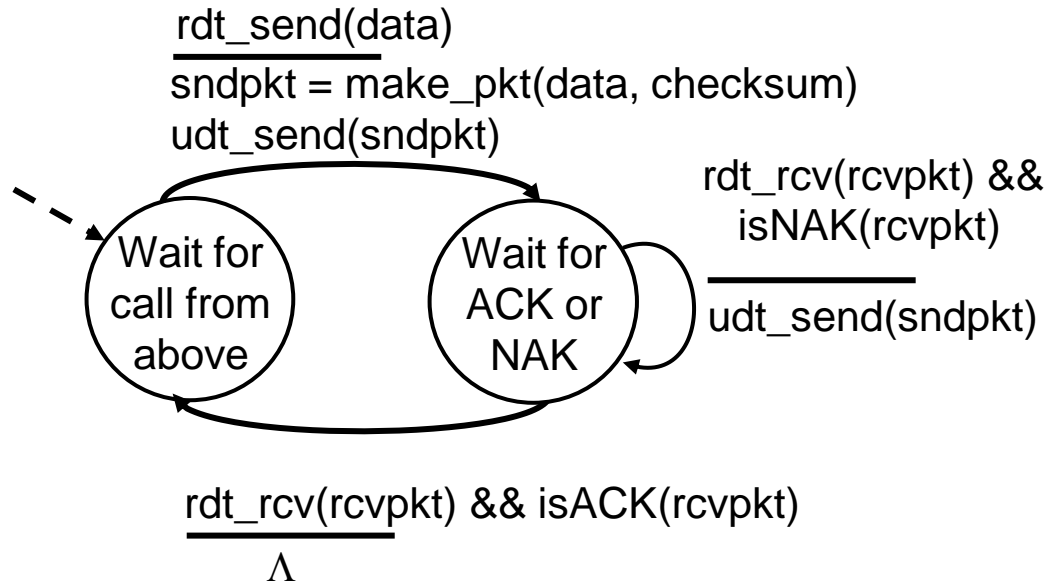 rdt_send(data)
sndpkt = make_pkt(data, checksum)
udt_send(sndpkt)
Wait for
call from
above
Wait for
ACK or
NAK
rdt_rcv(rcvpkt) &&
isNAK(rcvpkt)
udt_send(sndpkt)
rdt_rcv(rcvpkt) && isACK(rcvpkt)
Λ